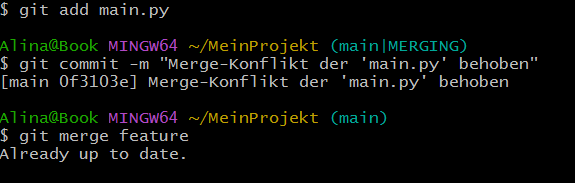 $ git add main.py
Alina@Book MINGW64 ~/MeinProjekt (main|MERGING)
$ git commit -m "Merge-Konflikt der 'main.py' behoben"
[main 0f3103e] Merge-Konflikt der 'main.py' behoben
Alina@Book MINGW64 ~/MeinProjekt (main)
$ git merge feature
Already up to date.